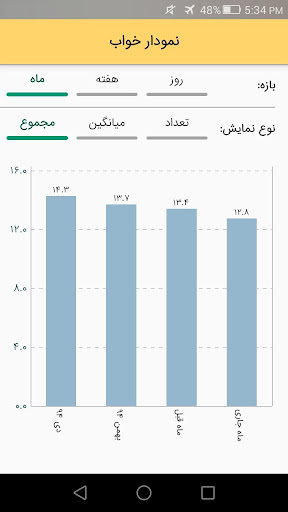 48% 5:34 PM
نمودار خواب
بازه: روز هفته ماه
نوع نمایش: تعداد میانگین مجموع
۱۶.۰
۱۲.۰
۸.۰
۴.۰
۰.۰
۱۴.۳ ۱۳.۷ ۱۳.۴ ۱۲.۸
دی ۹۴
بهمن ۹۴
ماه قبل
ماه جاری